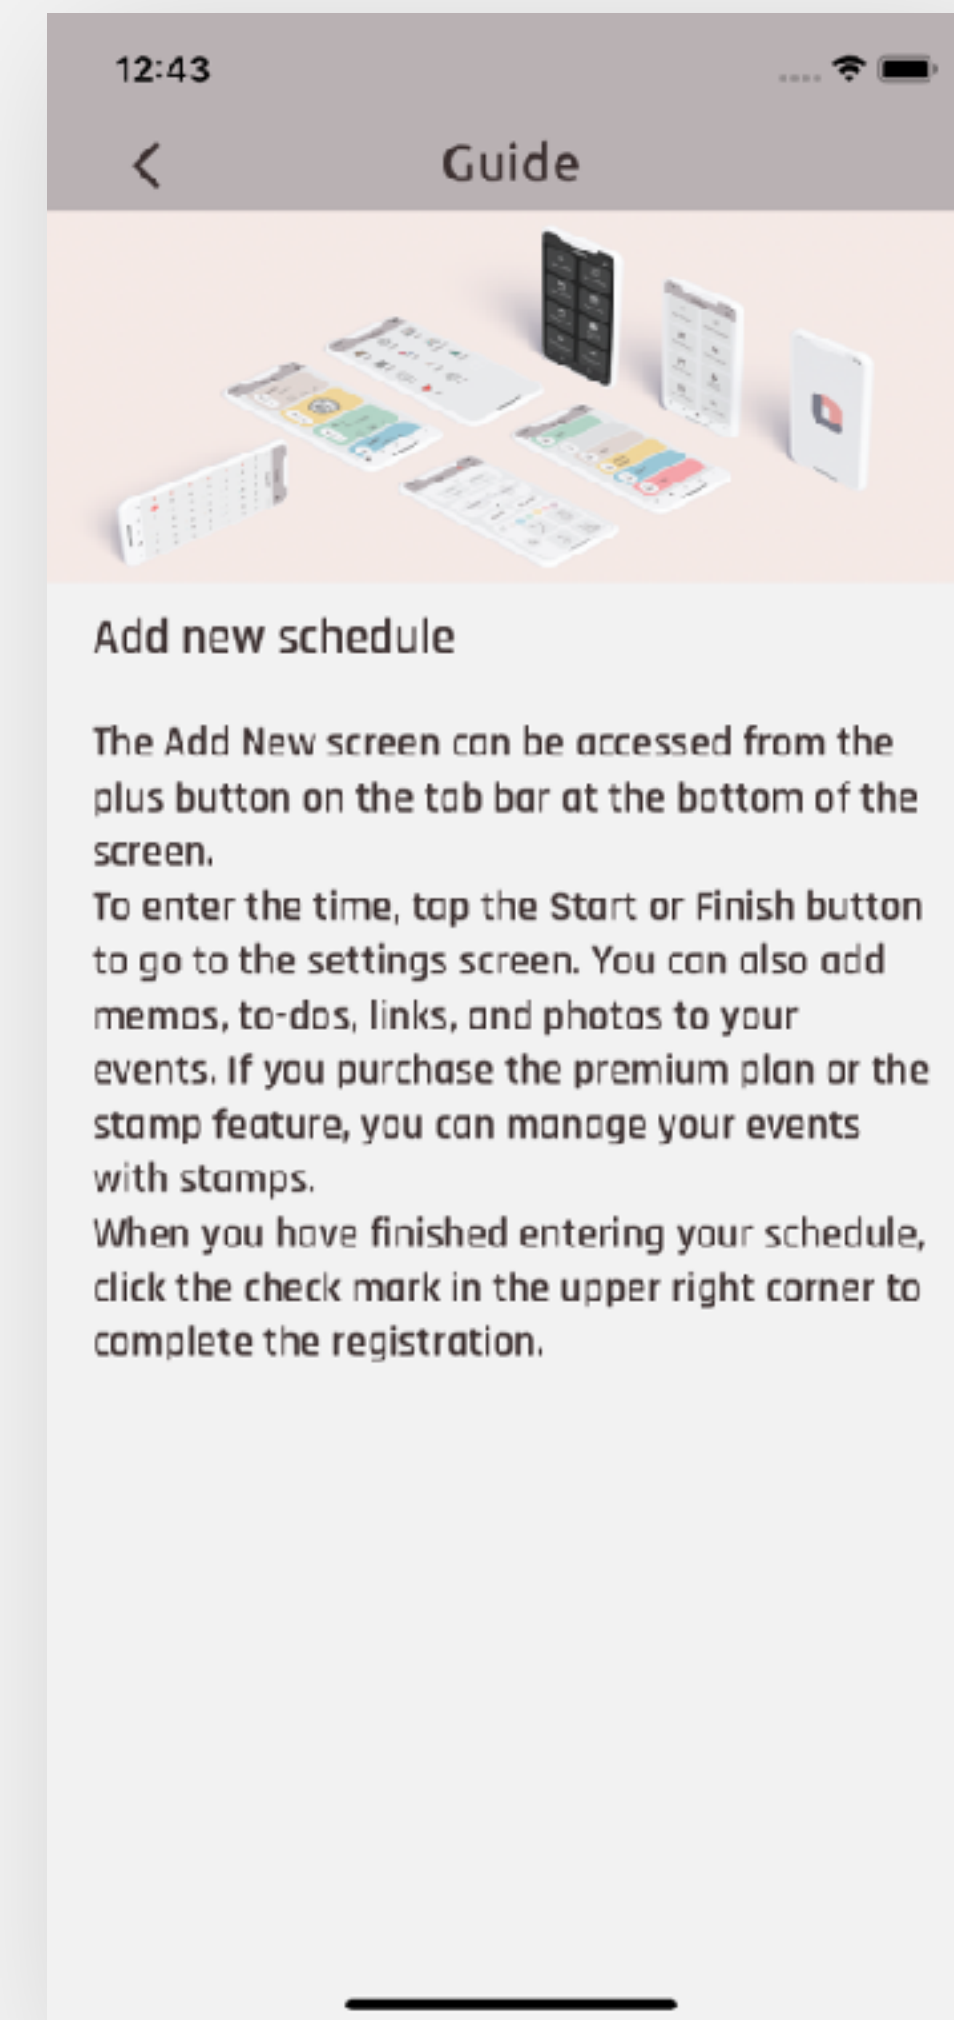 12:43
Guide
Add new schedule
The Add New screen can be accessed from the
plus button on the tab bar at the bottom of the
screen.
To enter the time, tap the Start or Finish button
to go to the settings screen. You can also add
memos, to-dos, links, and photos to your
events. If you purchase the premium plan or the
stamp feature, you can manage your events
with stamps.
When you have finished entering your schedule,
click the check mark in the upper right corner to
complete the registration.